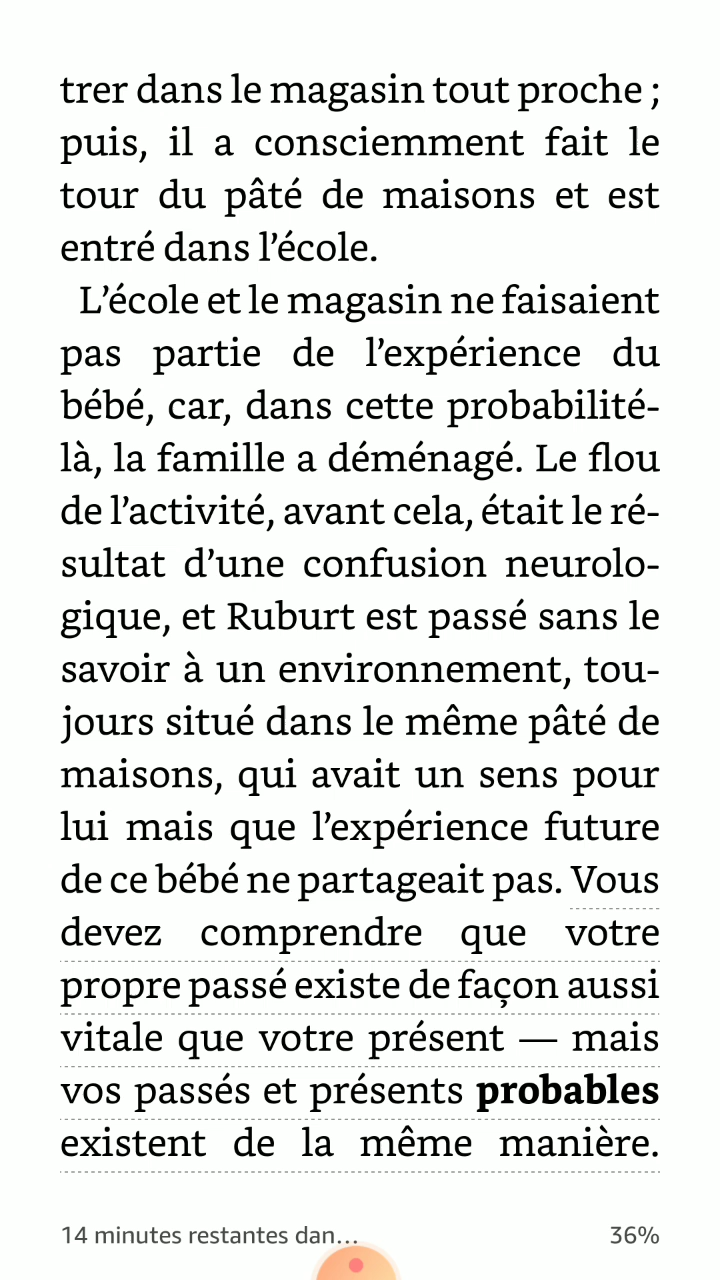 trer dans le magasin tout proche ;
puis, il a consciemment fait le
tour du pâté de maisons et est
entré dans l’école.
L’école et le magasin ne faisaient
pas partie de l’expérience du
bébé, car, dans cette probabilité-
là, la famille a déménagé. Le flou
de l’activité, avant cela, était le ré-
sultat d’une confusion neurolo-
gique, et Ruburt est passé sans le
savoir à un environnement, tou-
jours situé dans le même pâté de
maisons, qui avait un sens pour
lui mais que l’expérience future
de ce bébé ne partageait pas. Vous
devez comprendre que votre
propre passé existe de façon aussi
vitale que votre présent — mais
vos passés et présents probables
existent de la même manière.
14 minutes restantes dan… 36%